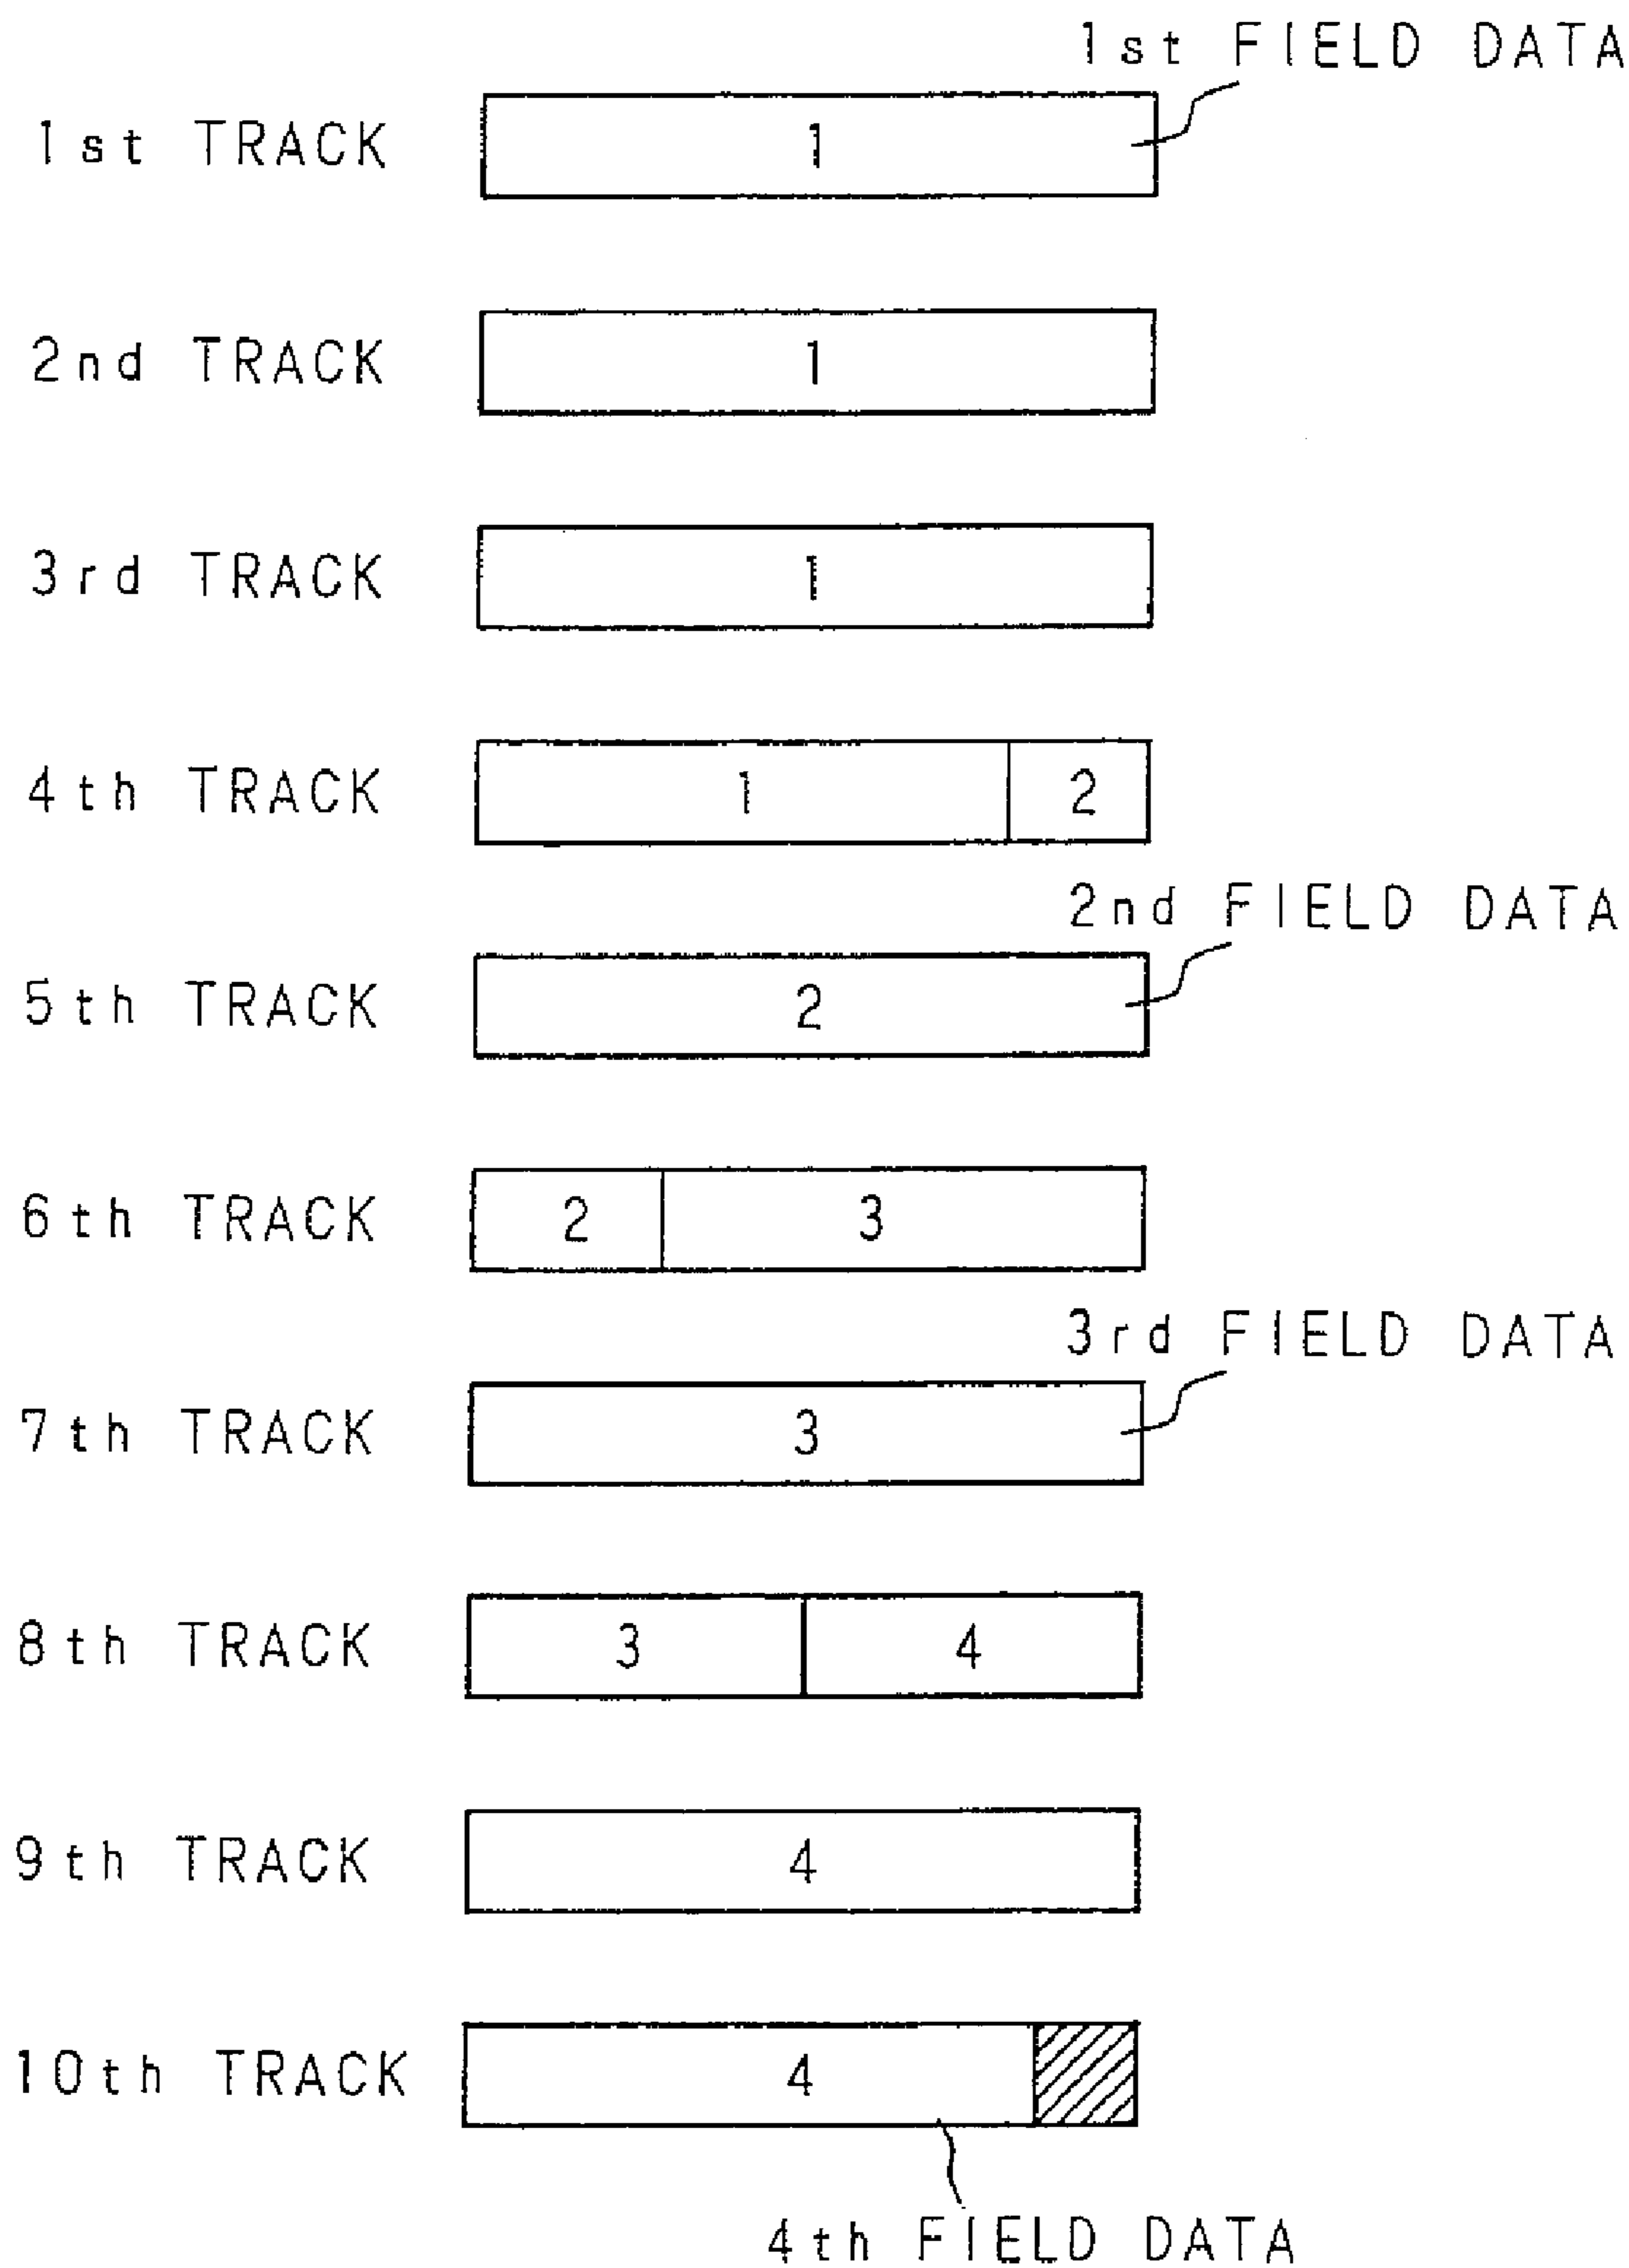 1st FIELD DATA
1st TRACK 1
2nd TRACK 1
3rd TRACK 1
4th TRACK 1 2
2nd FIELD DATA
5th TRACK 2
6th TRACK 2 3
3rd FIELD DATA
7th TRACK 3
8th TRACK 3 4
9th TRACK 4
10th TRACK 4
4th FIELD DATA